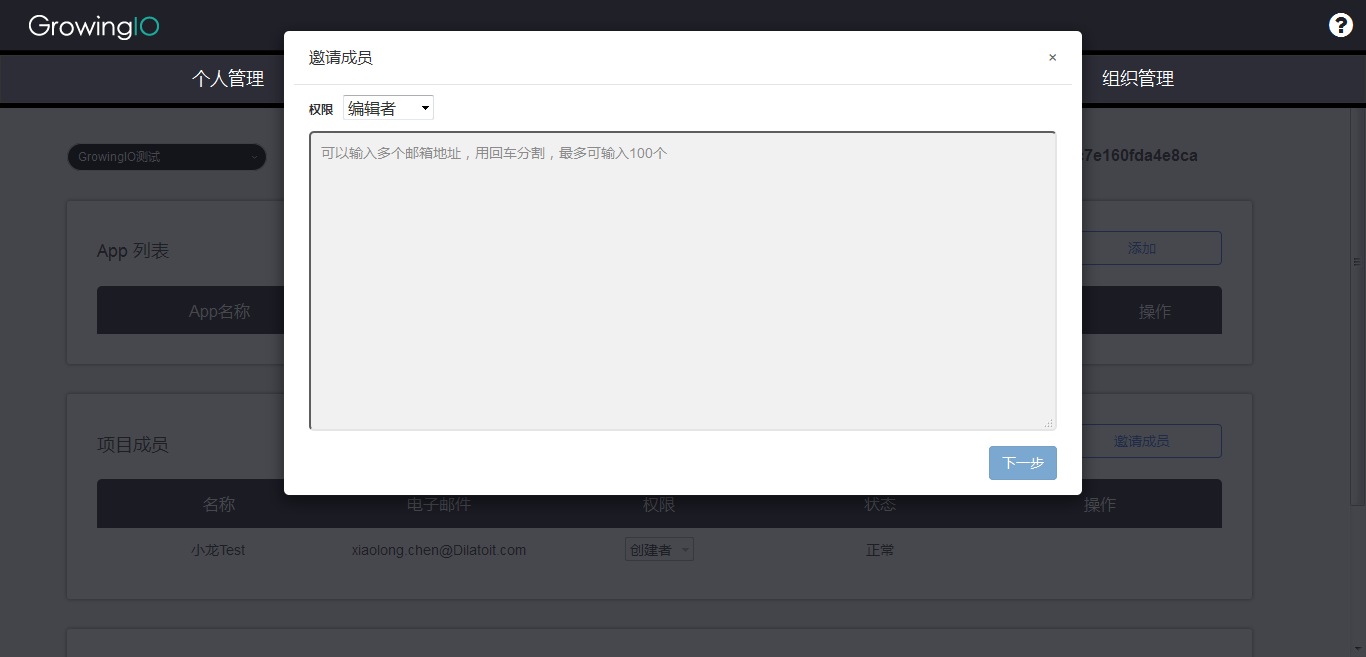 GrowingIO
?
邀请成员
×
个人管理
组织管理
权限 编辑者
可以输入多个邮箱地址，用回车分割，最多可输入100个
GrowingIO测试
7e160fda4e8ca
App 列表
添加
App名称
操作
下一步
项目成员
邀请成员
名称 电子邮件 权限 状态 操作
小龙Test xiaolong.chen@Dilatoit.com 创建者 正常